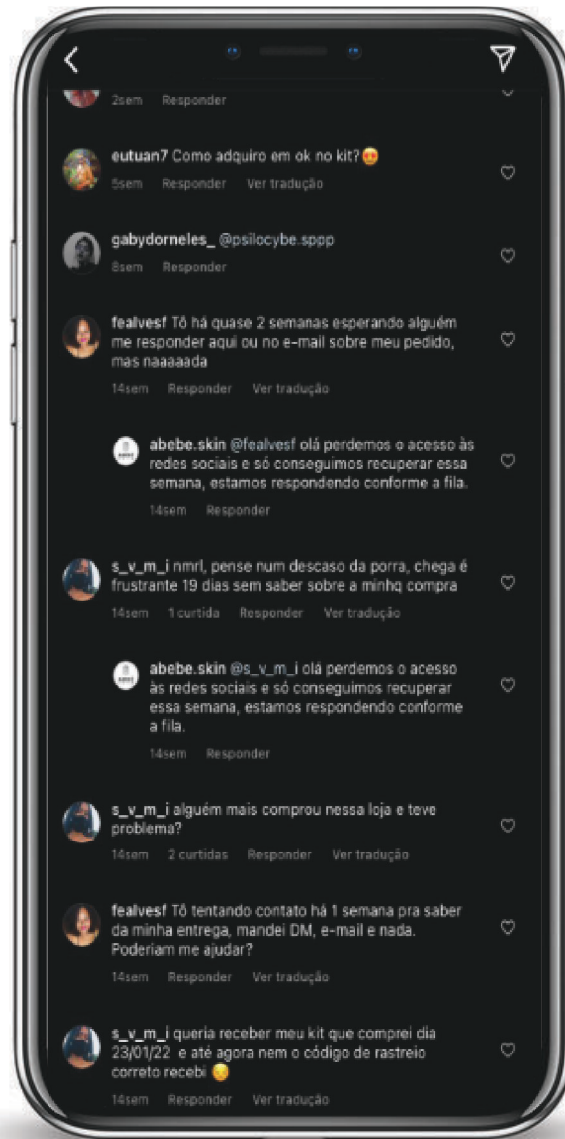 2sem Responder
eutuan7 Como adquiro em ok no kit?😍
5sem Responder Ver tradução
gabydorneles_ @psilocybe.sppp
8sem Responder
fealvesf Tô há quase 2 semanas esperando alguém
me responder aqui ou no e-mail sobre meu pedido,
mas naaaaada
14sem Responder Ver tradução
abebe.skin @fealvesf olá perdemos o acesso às
redes sociais e só conseguimos recuperar essa
semana, estamos respondendo conforme a fila.
14sem Responder
s_v_m_i nmrl, pense num descaso da porra, chega é
frustrante 19 dias sem saber sobre a minhq compra
14sem 1 curtida Responder Ver tradução
abebe.skin @s_v_m_i olá perdemos o acesso
às redes sociais e só conseguimos recuperar
essa semana, estamos respondendo conforme
a fila.
14sem Responder
s_v_m_i alguém mais comprou nessa loja e teve
problema?
14sem 2 curtidas Responder Ver tradução
fealvesf Tô tentando contato há 1 semana pra saber
da minha entrega, mandei DM, e-mail e nada.
Poderiam me ajudar?
14sem Responder Ver tradução
s_v_m_i queria receber meu kit que comprei dia
23/01/22 e até agora nem o código de rastreio
correto recebi 😔
14sem Responder Ver tradução